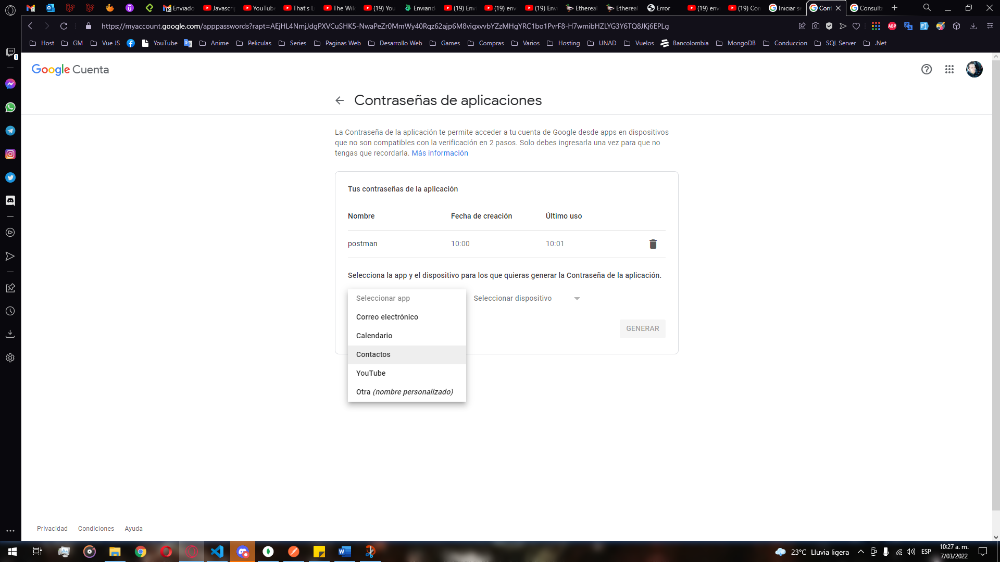 Enviado
Javascri
YouTube
That's Li
The Wil
(19) You
Enviand
(19) Env
(19) env
(19) Env
Ethereal
Ethereal
Error
(19) env
(19) Con
Iniciar se
Cont
Consulta
https://myaccount.google.com/apppasswords?rapt=AEjHL4NmjJdgPXVCuSHK5-NwaPeZr0MmWy40Rqz62ajp6M8vigxvvbYZzMHgYRC1bo1PvrF8-H7wmibHZLYG3Y6TQ8JKj6EPLg
ABP
Host
GM
Vue JS
YouTube
Anime
Peliculas
Series
Paginas Web
Desarrollo Web
Games
Compras
Varios
Hosting
UNAD
Vuelos
Bancolombia
MongoDB
Conduccion
SQL Server
.Net
Google Cuenta
Contraseñas de aplicaciones
La Contraseña de la aplicación te permite acceder a tu cuenta de Google desde apps en dispositivos
que no son compatibles con la verificación en 2 pasos. Solo debes ingresarla una vez para que no
tengas que recordarla. Más información
Tus contraseñas de la aplicación
Nombre Fecha de creación Último uso
postman 10:00 10:01
Selecciona la app y el dispositivo para los que quieras generar la Contraseña de la aplicación.
Seleccionar app
Seleccionar dispositivo
Correo electrónico
Calendario
Contactos
YouTube
Otra (nombre personalizado)
GENERAR
Privacidad Condiciones Ayuda
23°C Lluvia ligera
ESP
10:27 a. m.
7/03/2022